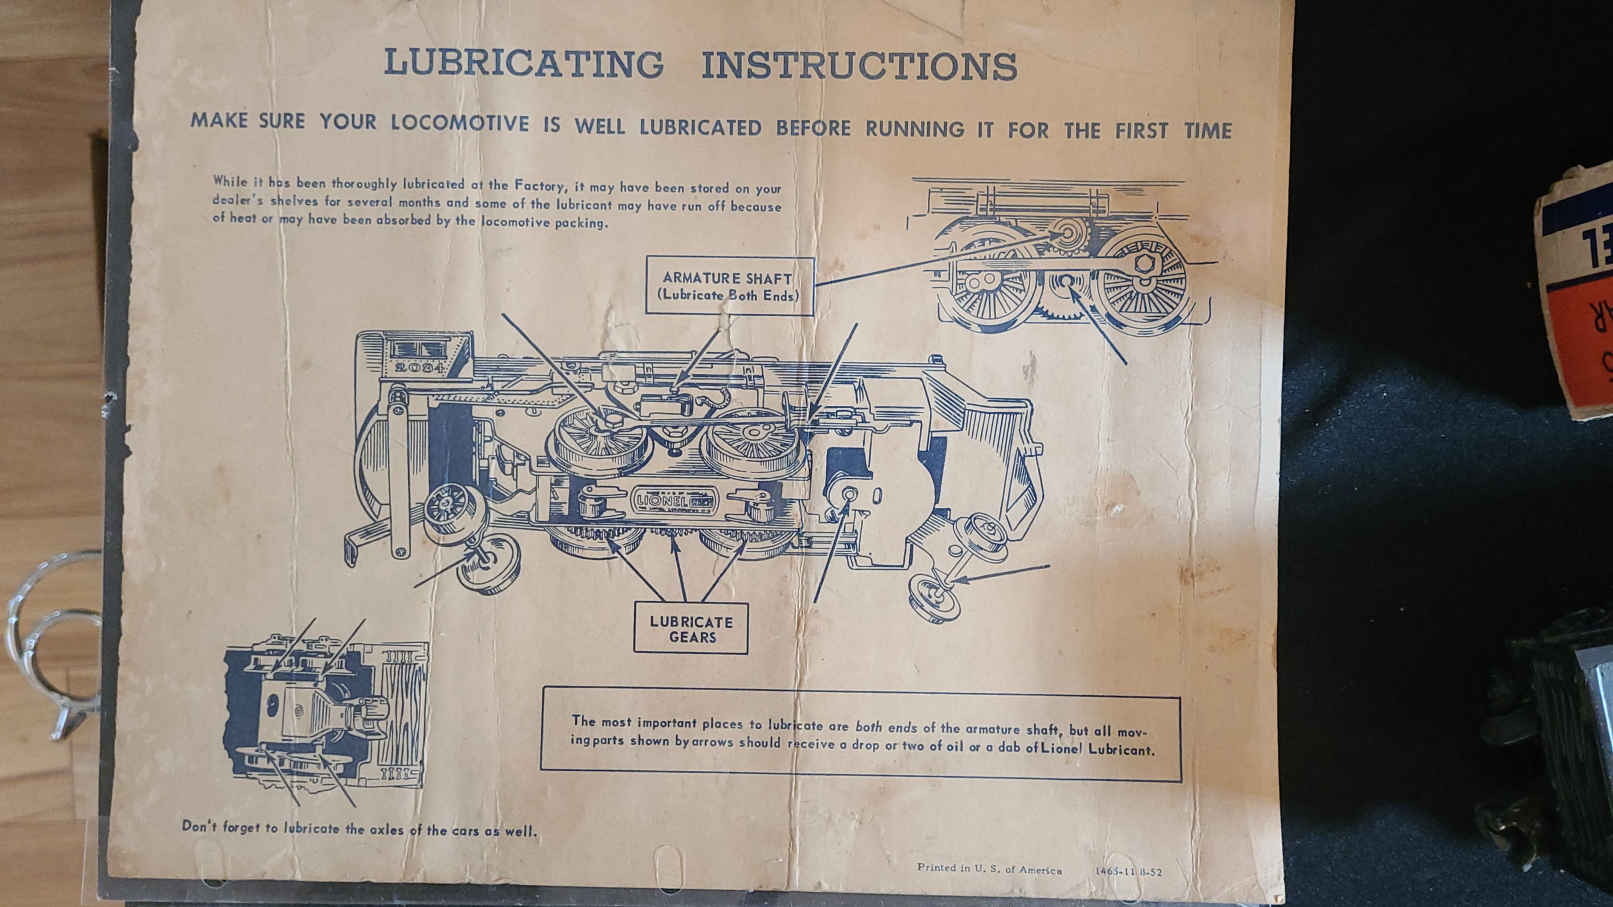 LUBRICATING INSTRUCTIONS
MAKE SURE YOUR LOCOMOTIVE IS WELL LUBRICATED BEFORE RUNNING IT FOR THE FIRST TIME
While it has been thoroughly lubricated at the Factory, it may have been stored on your
dealer's shelves for several months and some of the lubricant may have run off because
of heat or may have been absorbed by the locomotive packing.
ARMATURE SHAFT
(Lubricate Both Ends)
2034
LIONEL
LUBRICATE
GEARS
The most important places to lubricate are both ends of the armature shaft, but all mov-
ing parts shown by arrows should receive a drop or two of oil or a dab of Lionel Lubricant.
Don't forget to lubricate the axles of the cars as well.
Printed in U. S. of America